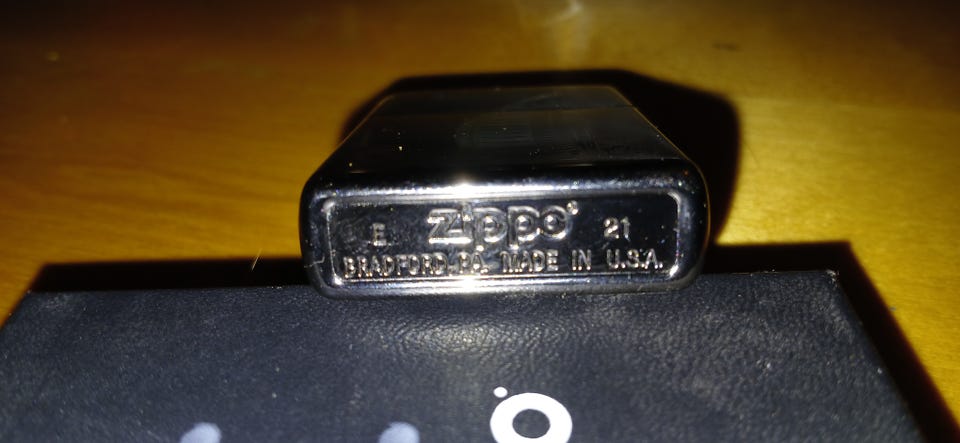 E Zippo® 21
BRADFORD.PA. MADE IN U.S.A.